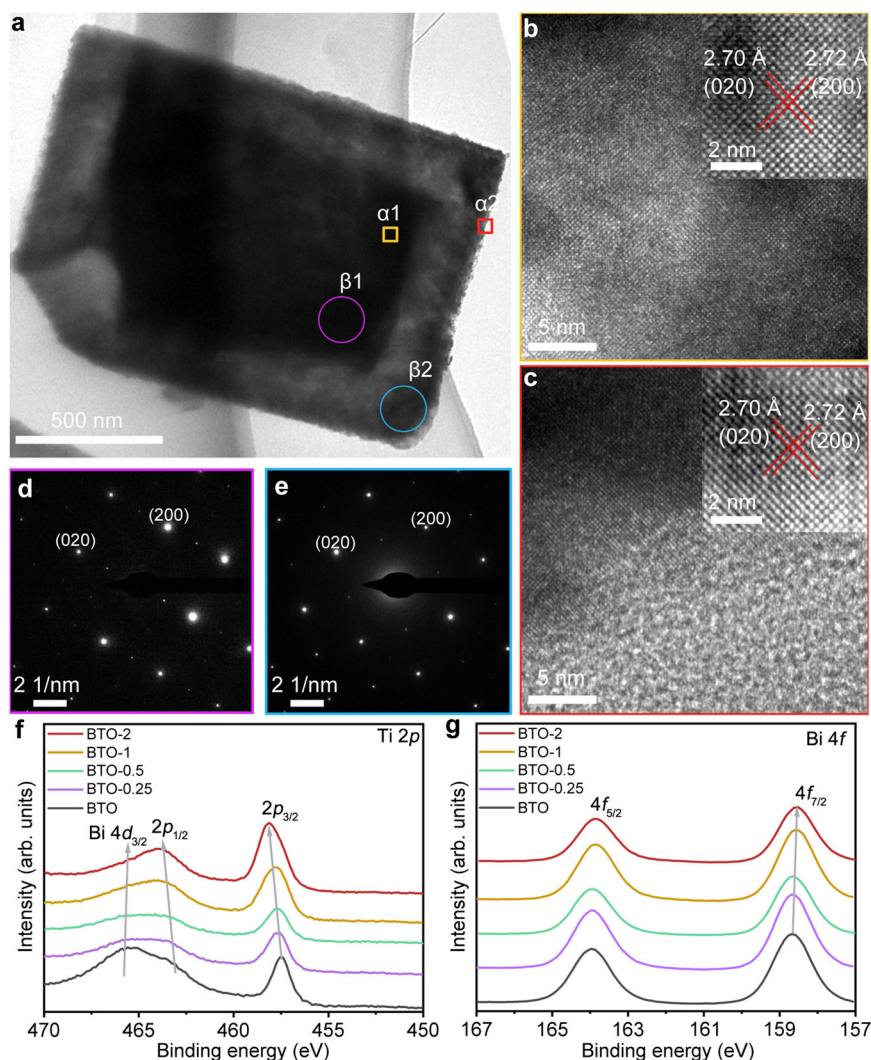 a
α1
α2
β1
β2
500 nm
b
2.70 Å
(020)
2.72 Å
(200)
2 nm
5 nm
c
2.70 Å
(020)
2.72 Å
(200)
2 nm
5 nm
d
(020)
(200)
2 1/nm
e
(020)
(200)
2 1/nm
f
BTO-2
BTO-1
BTO-0.5
BTO-0.25
BTO
Ti 2p
Bi 4d3/2
2p1/2
2p3/2
Intensity (arb. units)
470 465 460 455 450
Binding energy (eV)
g
BTO-2
BTO-1
BTO-0.5
BTO-0.25
BTO
Bi 4f
4f5/2
4f7/2
Intensity (arb. units)
167 165 163 161 159 157
Binding energy (eV)